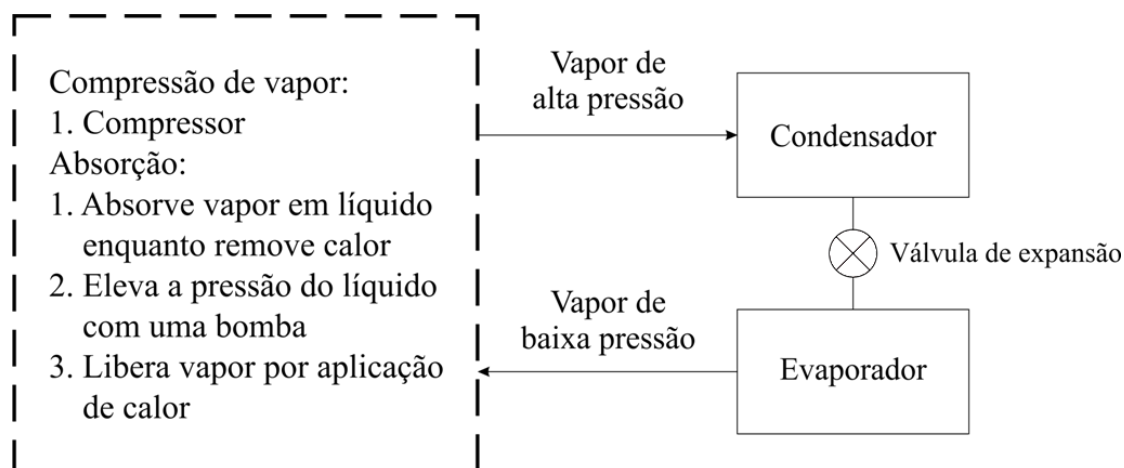 Compressão de vapor:
1. Compressor
Absorção:
1. Absorve vapor em líquido
enquanto remove calor
2. Eleva a pressão do líquido
com uma bomba
3. Libera vapor por aplicação
de calor
Vapor de
alta pressão
Condensador
Válvula de expansão
Vapor de
baixa pressão
Evaporador